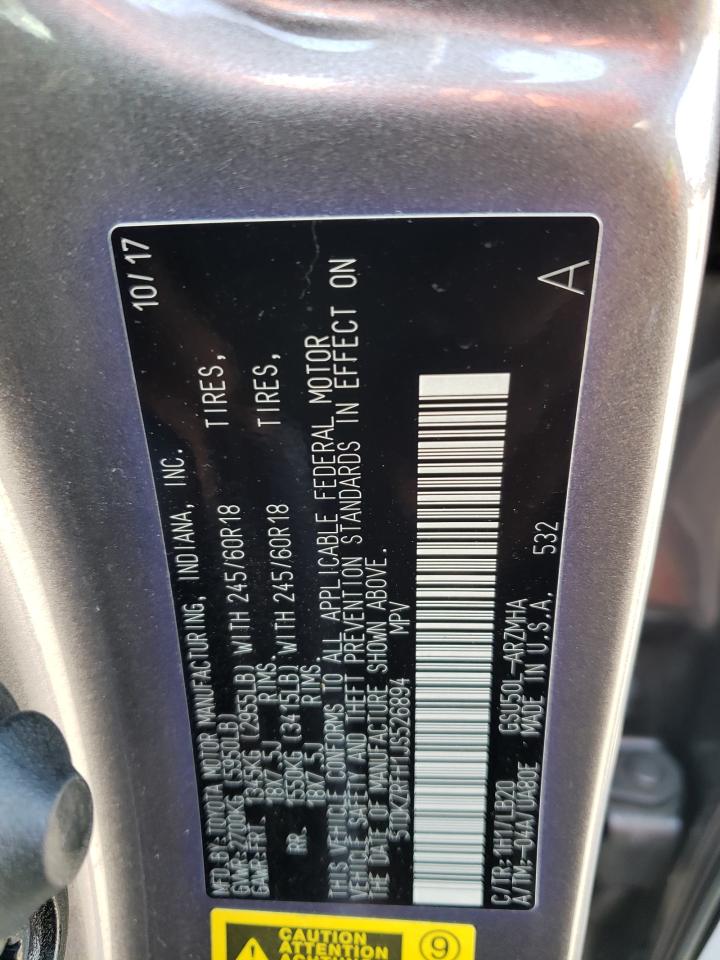 10/17
MFD.BY:TOYOTA MOTOR MANUFACTURING, INDIANA, INC.
GVWR:2700KG(5950LB)
GAWR:FRT. 1345KG (2955LB) WITH 245/60R18 TIRES,
18X7.5J RIMS.
RR. 1550KG (3415LB) WITH 245/60R18 TIRES,
18X7.5J RIMS.
THIS VEHICLE CONFORMS TO ALL APPLICABLE FEDERAL MOTOR
VEHICLE SAFETY AND THEFT PREVENTION STANDARDS IN EFFECT ON
THE DATE OF MANUFACTURE SHOWN ABOVE.
5TDKZRFH1JS526894 MPV
C/TR:1H1/LB20 GSU50L-ARZMHA
A/TM:-04A/UA80E MADE IN U.S.A. 532
A
CAUTION
ATTENTION
9